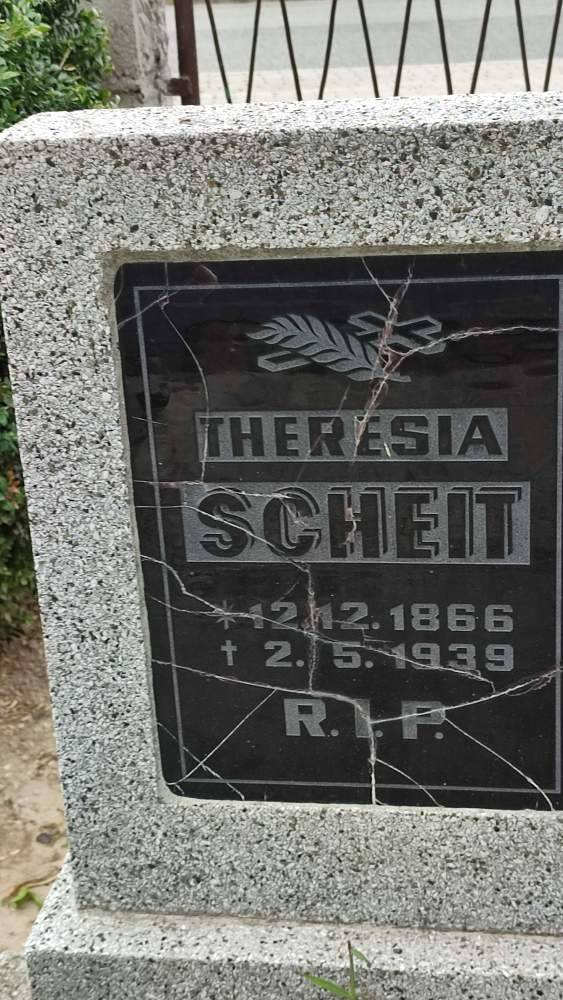 THERESIA
SCHEIT
* 12.12.1866
† 2. 5. 1939
R.I.P.